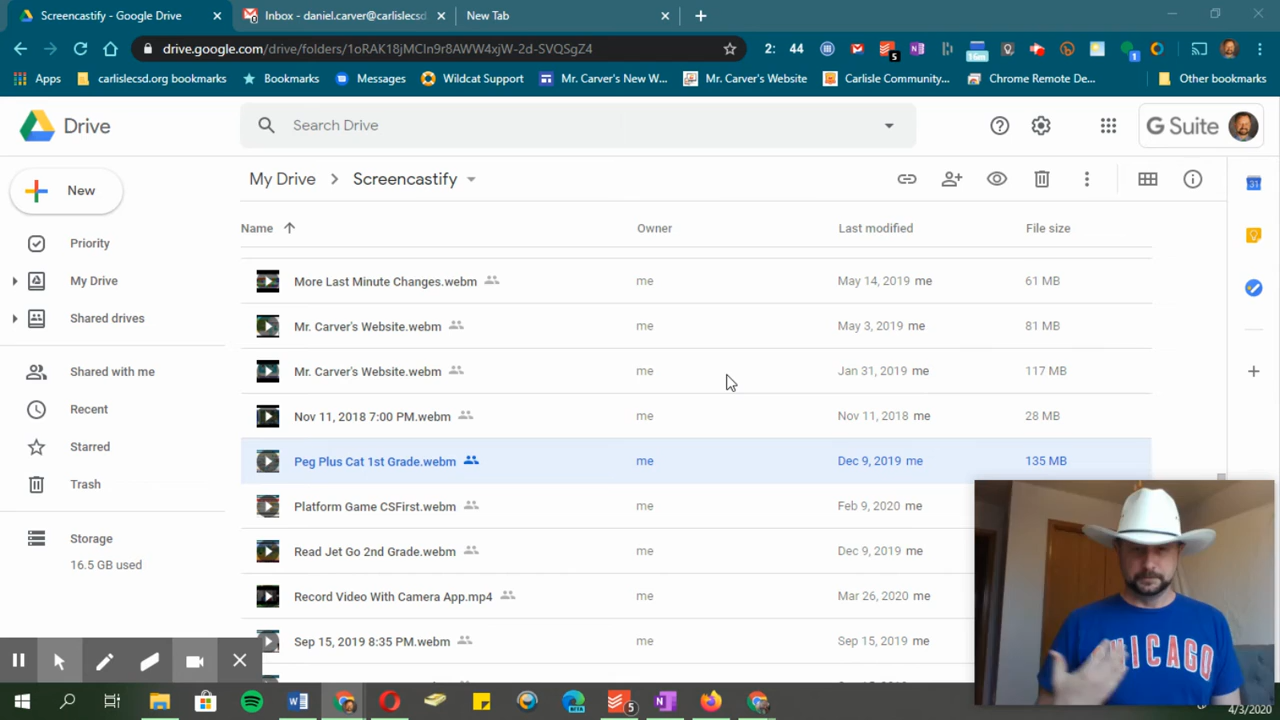 Screencastify - Google Drive
Inbox - daniel.carver@carlislecsd
New Tab
drive.google.com/drive/folders/1oRAK18jMCln9r8AWW4xjW-2d-SVQSgZ4
2: 44
5
16m
1
Apps
carlislecsd.org bookmarks
Bookmarks
Messages
Wildcat Support
Mr. Carver's New W...
Mr. Carver's Website
Carlisle Community...
Chrome Remote De...
Other bookmarks
Drive
Search Drive
G Suite
New
My Drive
Screencastify
31
Name
Owner
Last modified
File size
Priority
My Drive
Shared drives
Shared with me
Recent
Starred
Trash
Storage
16.5 GB used
More Last Minute Changes.webm me May 14, 2019 me 61 MB
Mr. Carver's Website.webm me May 3, 2019 me 81 MB
Mr. Carver's Website.webm me Jan 31, 2019 me 117 MB
Nov 11, 2018 7:00 PM.webm me Nov 11, 2018 me 28 MB
Peg Plus Cat 1st Grade.webm me Dec 9, 2019 me 135 MB
Platform Game CSFirst.webm me Feb 9, 2020 me
Read Jet Go 2nd Grade.webm me Dec 9, 2019 me
Record Video With Camera App.mp4 me Mar 26, 2020 me
Sep 15, 2019 8:35 PM.webm me Sep 15, 2019 me
CHICAGO
5
4/3/2020